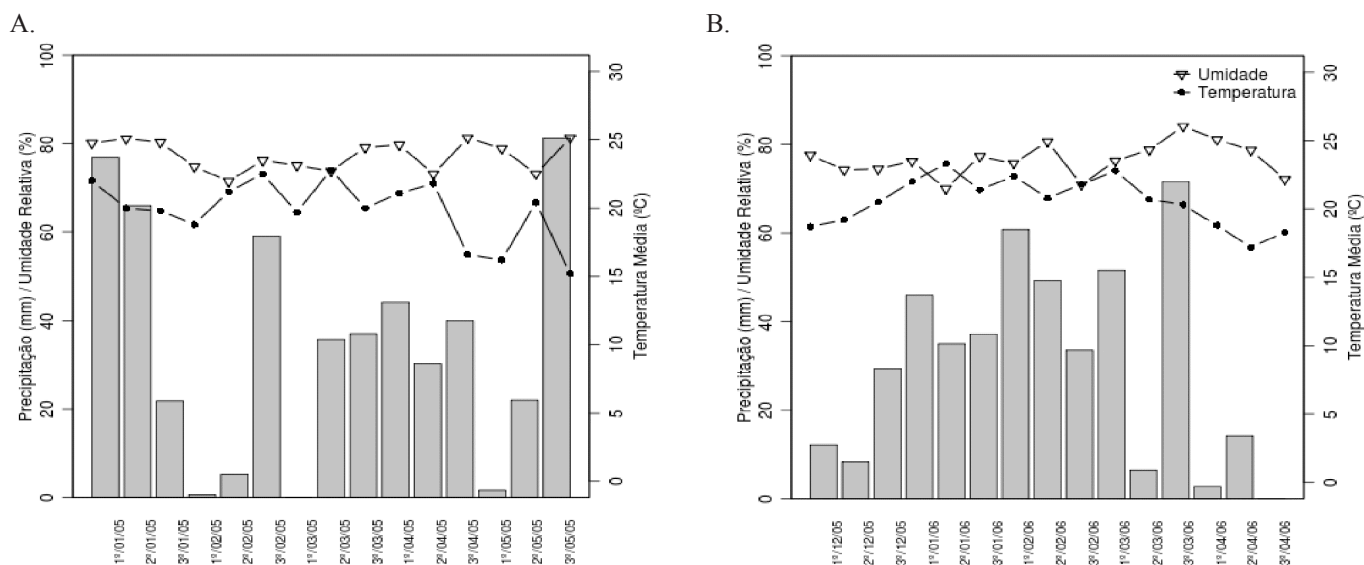 A.
B.
100
80
60
40
20
0
Precipitação (mm) / Umidade Relativa (%)
30
25
20
15
10
5
0
Temperatura Média (ºC)
1º/01/05
2º/01/05
3º/01/05
1º/02/05
2º/02/05
3º/02/05
1º/03/05
2º/03/05
3º/03/05
1º/04/05
2º/04/05
3º/04/05
1º/05/05
2º/05/05
3º/05/05
100
80
60
40
20
0
Precipitação (mm) / Umidade Relativa (%)
Umidade
Temperatura
30
25
20
15
10
5
0
Temperatura Média (ºC)
1º/12/05
2º/12/05
3º/12/05
1º/01/06
2º/01/06
3º/01/06
1º/02/06
2º/02/06
3º/02/06
1º/03/06
2º/03/06
3º/03/06
1º/04/06
2º/04/06
3º/04/06